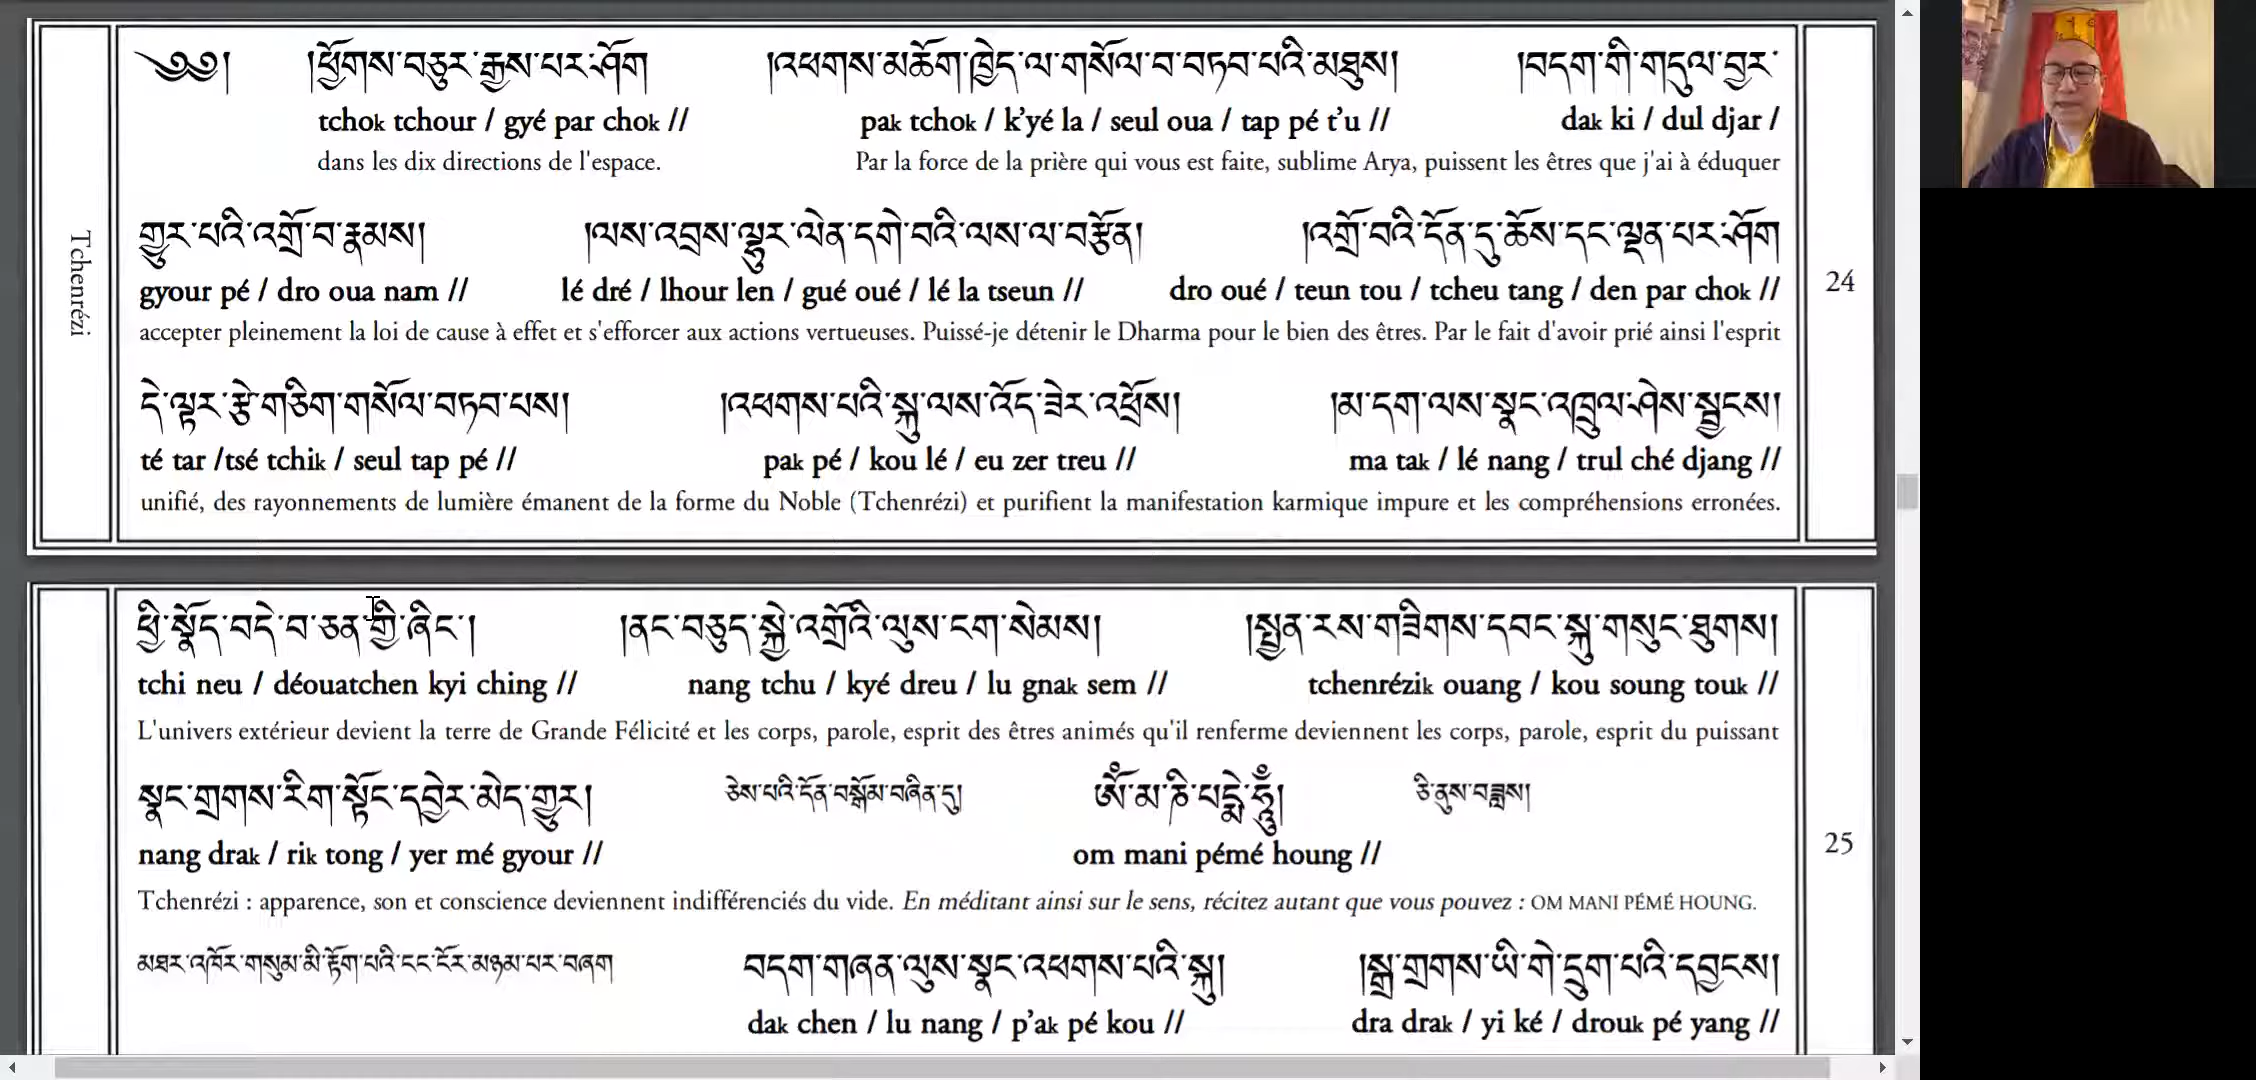 ༄༅། །ཕྱོགས་བཅུར་རྒྱས་པར་ཤོག །འཕགས་མཆོག་ཁྱེད་ལ་གསོལ་བ་བཏབ་པའི་མཐུས། །བདག་གི་གདུལ་བྱར་
tchok tchour / gyé par chok // pak tchok / k’yé la / seul oua / tap pé t’u // dak ki / dul djar /
dans les dix directions de l'espace. Par la force de la prière qui vous est faite, sublime Arya, puissent les êtres que j'ai à éduquer
Tchenrézi
གྱུར་པའི་འགྲོ་བ་རྣམས། །ལས་འབྲས་ལྷུར་ལེན་དགེ་བའི་ལས་ལ་བརྩོན། །འགྲོ་བའི་དོན་དུ་ཆོས་དང་ལྡན་པར་ཤོག
gyour pé / dro oua nam // lé dré / lhour len / gué oué / lé la tseun // dro oué / teun tou / tcheu tang / den par chok //
24
accepter pleinement la loi de cause à effet et s'efforcer aux actions vertueuses. Puissé-je détenir le Dharma pour le bien des êtres. Par le fait d'avoir prié ainsi l'esprit
དེ་ལྟར་རྩེ་གཅིག་གསོལ་བཏབ་པས། །འཕགས་པའི་སྐུ་ལས་འོད་ཟེར་འཕྲོས། །མ་དག་ལས་སྣང་འཁྲུལ་ཤེས་སྦྱངས།
té tar /tsé tchik / seul tap pé // pak pé / kou lé / eu zer treu // ma tak / lé nang / trul ché djang //
unifié, des rayonnements de lumière émanent de la forme du Noble (Tchenrézi) et purifient la manifestation karmique impure et les compréhensions erronées.
ཕྱི་སྣོད་བདེ་བ་ཅན་གྱི་ཞིང་། །ནང་བཅུད་སྐྱེ་འགྲོའི་ལུས་ངག་སེམས། །སྤྱན་རས་གཟིགས་དབང་སྐུ་གསུང་ཐུགས།
tchi neu / déouatchen kyi ching // nang tchu / kyé dreu / lu gnak sem // tchenrézik ouang / kou soung touk //
L'univers extérieur devient la terre de Grande Félicité et les corps, parole, esprit des êtres animés qu'il renferme deviennent les corps, parole, esprit du puissant
སྣང་གྲགས་རིག་སྟོང་དབྱེར་མེད་གྱུར། ཅེས་པའི་དོན་བསྒོམ་བཞིན་དུ། ཨོཾ་མ་ཎི་པདྨེ་ཧཱུྃ། ཅི་ནུས་བཟླས།
nang drak / rik tong / yer mé gyour // om mani pémé houng //
25
Tchenrézi : apparence, son et conscience deviennent indifférenciés du vide. En méditant ainsi sur le sens, récitez autant que vous pouvez : OM MANI PÉMÉ HOUNG.
མཐར་འཁོར་གསུམ་མི་རྟོག་པའི་ངང་ངོར་མཉམ་པར་བཞག བདག་གཞན་ལུས་སྣང་འཕགས་པའི་སྐུ། །སྒྲ་གྲགས་ཡི་གེ་དྲུག་པའི་དབྱངས།
dak chen / lu nang / p’ak pé kou // dra drak / yi ké / drouk pé yang //